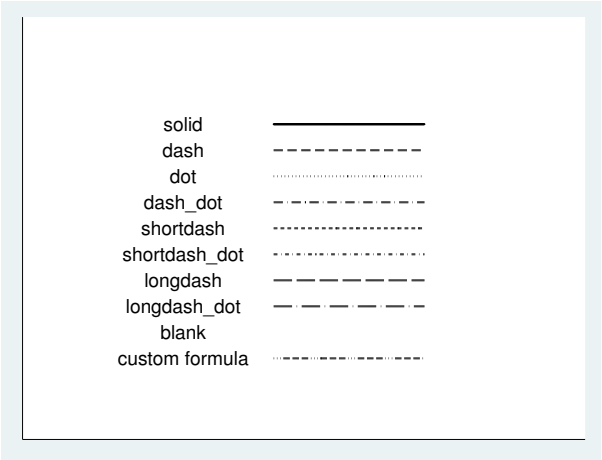 solid
dash
dot
dash_dot
shortdash
shortdash_dot
longdash
longdash_dot
blank
custom formula